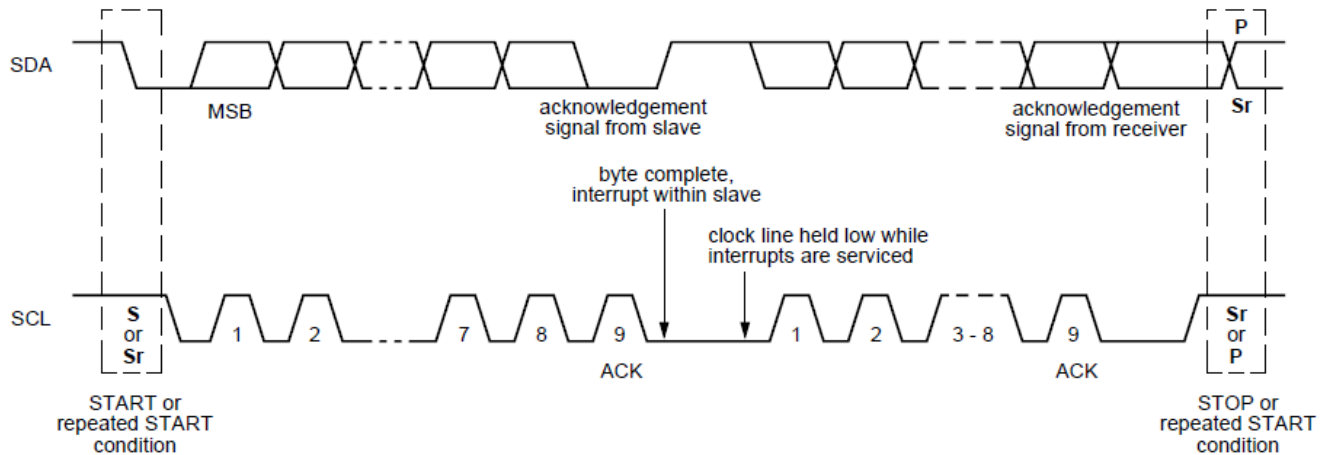 P
SDA
MSB
acknowledgement
signal from slave
acknowledgement
signal from receiver
Sr
byte complete,
interrupt within slave
clock line held low while
interrupts are serviced
SCL
S
or
Sr
1
2
7
8
9
1
2
3 - 8
9
Sr
or
P
ACK
ACK
START or
repeated START
condition
STOP or
repeated START
condition